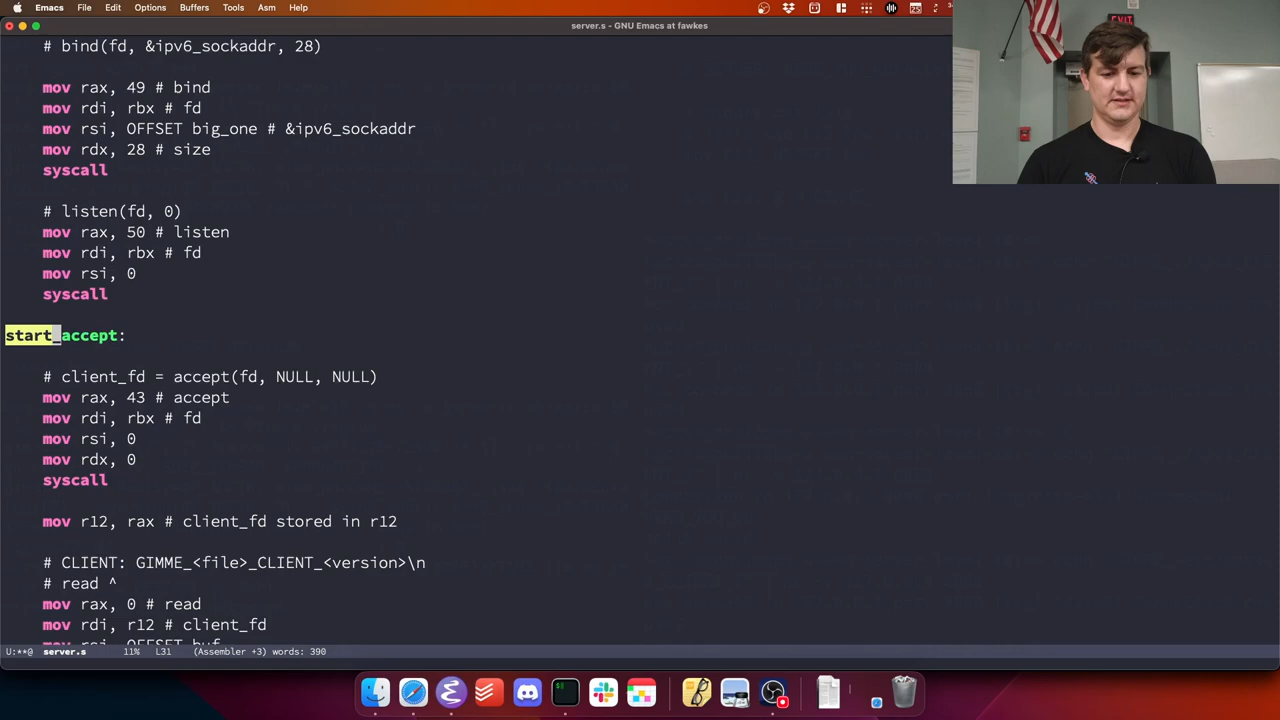 Emacs File Edit Options Buffers Tools Asm Help
server.s - GNU Emacs at fawkes
EXIT
# bind(fd, &ipv6_sockaddr, 28)
mov rax, 49 # bind
mov rdi, rbx # fd
mov rsi, OFFSET big_one # &ipv6_sockaddr
mov rdx, 28 # size
syscall
# listen(fd, 0)
mov rax, 50 # listen
mov rdi, rbx # fd
mov rsi, 0
syscall
start_accept:
# client_fd = accept(fd, NULL, NULL)
mov rax, 43 # accept
mov rdi, rbx # fd
mov rsi, 0
mov rdx, 0
syscall
mov r12, rax # client_fd stored in r12
# CLIENT: GIMME_<file>_CLIENT_<version>\n
# read ^
mov rax, 0 # read
mov rdi, r12 # client_fd
mov rsi, OFFSET buf
U:**@ server.s 11% L31 (Assembler +3) words: 390